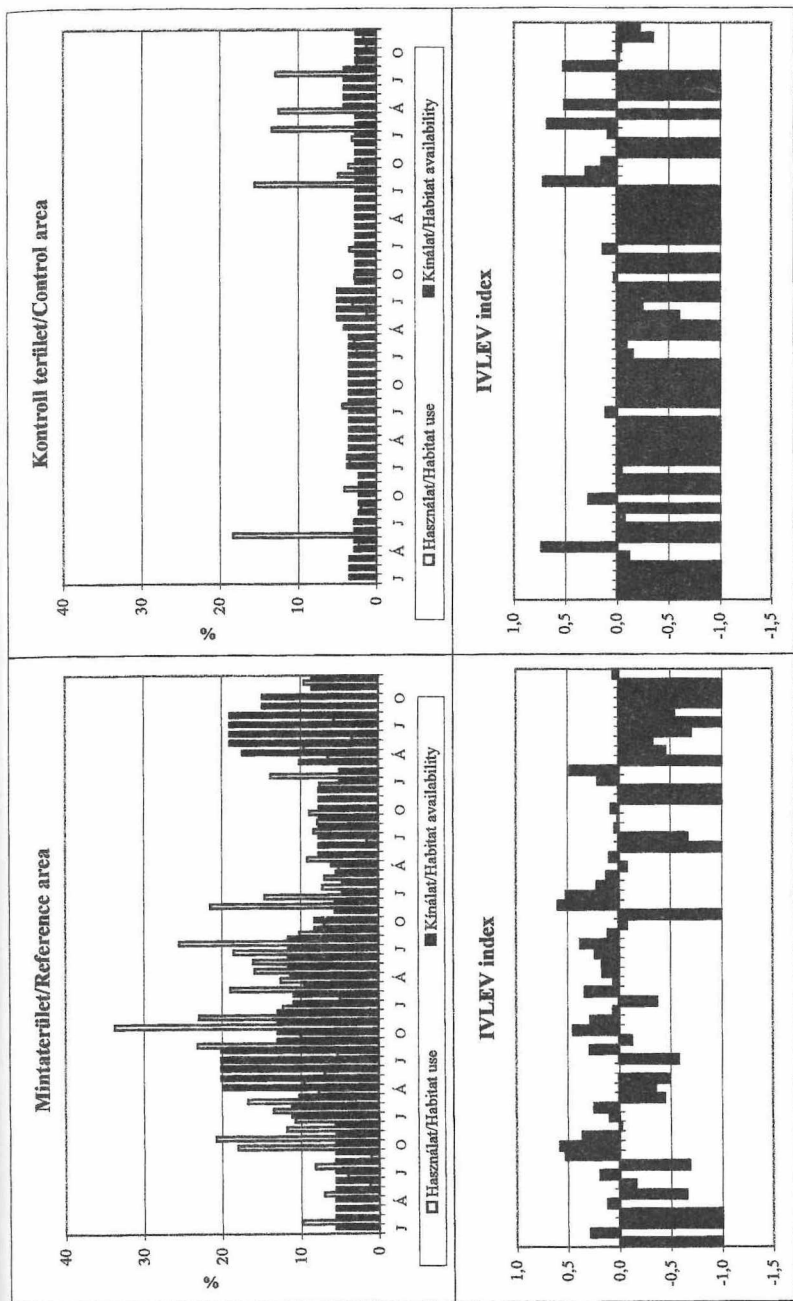 Mintaterület/Reference area
40
30
20
10
0
%
J Á J O J Á J O J Á J O J Á J O J Á J O
Használat/Habitat use
Kínálat/Habitat availability
Kontroll terület/Control area
40
30
20
10
0
%
J Á J O J Á J O J Á J O J Á J O J Á J O
Használat/Habitat use
Kínálat/Habitat availability
IVLEV index
1,0
0,5
0,0
-0,5
-1,0
-1,5
IVLEV index
1,0
0,5
0,0
-0,5
-1,0
-1,5